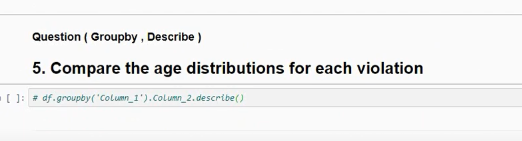 Question ( Groupby , Describe )
5. Compare the age distributions for each violation
[ ]: # df.groupby('Column_1').Column_2.describe()